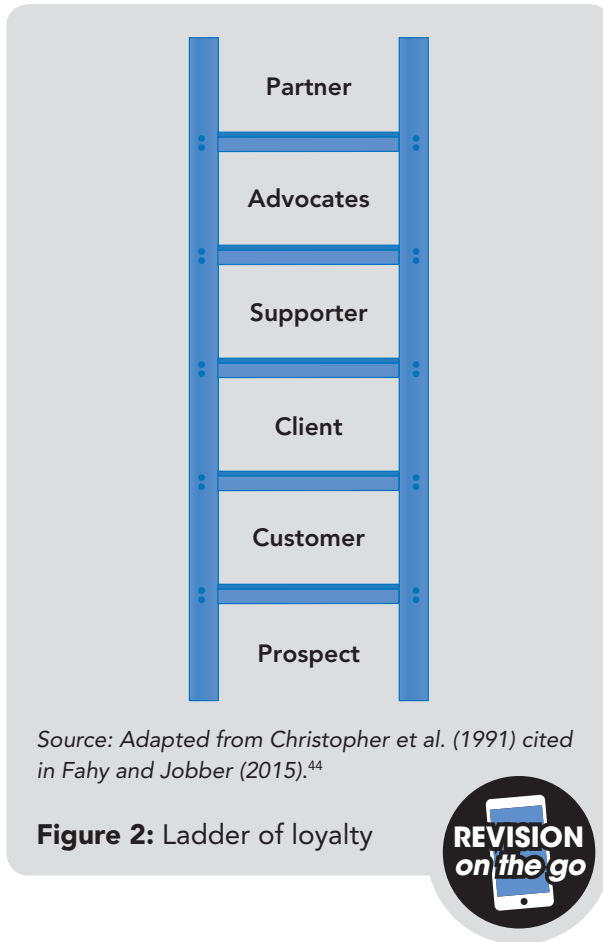 Partner
Advocates
Supporter
Client
Customer
Prospect
Source: Adapted from Christopher et al. (1991) cited
in Fahy and Jobber (2015).44
Figure 2: Ladder of loyalty
REVISION
on the go